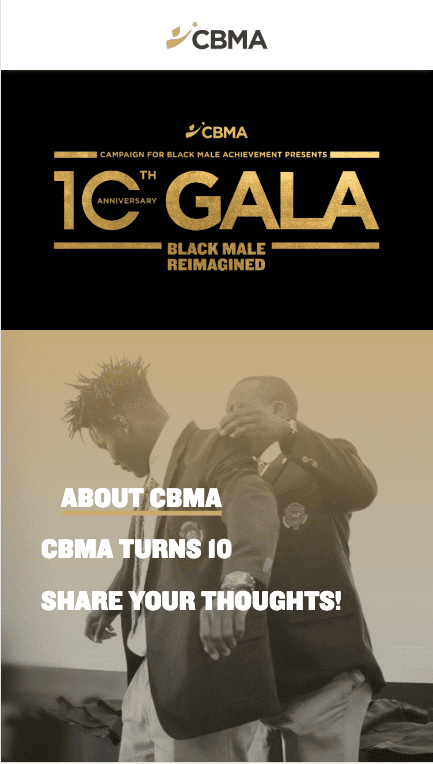 CBMA
CBMA
CAMPAIGN FOR BLACK MALE ACHIEVEMENT PRESENTS
10TH ANNIVERSARY GALA
BLACK MALE
REIMAGINED
ABOUT CBMA
CBMA TURNS 10
SHARE YOUR THOUGHTS!